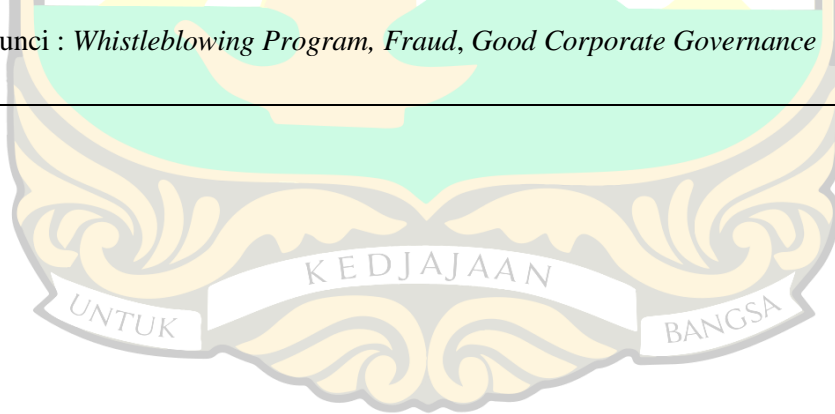 unci : Whistleblowing Program, Fraud, Good Corporate Governance
KEDJAJAAN
UNTUK
BANGSA